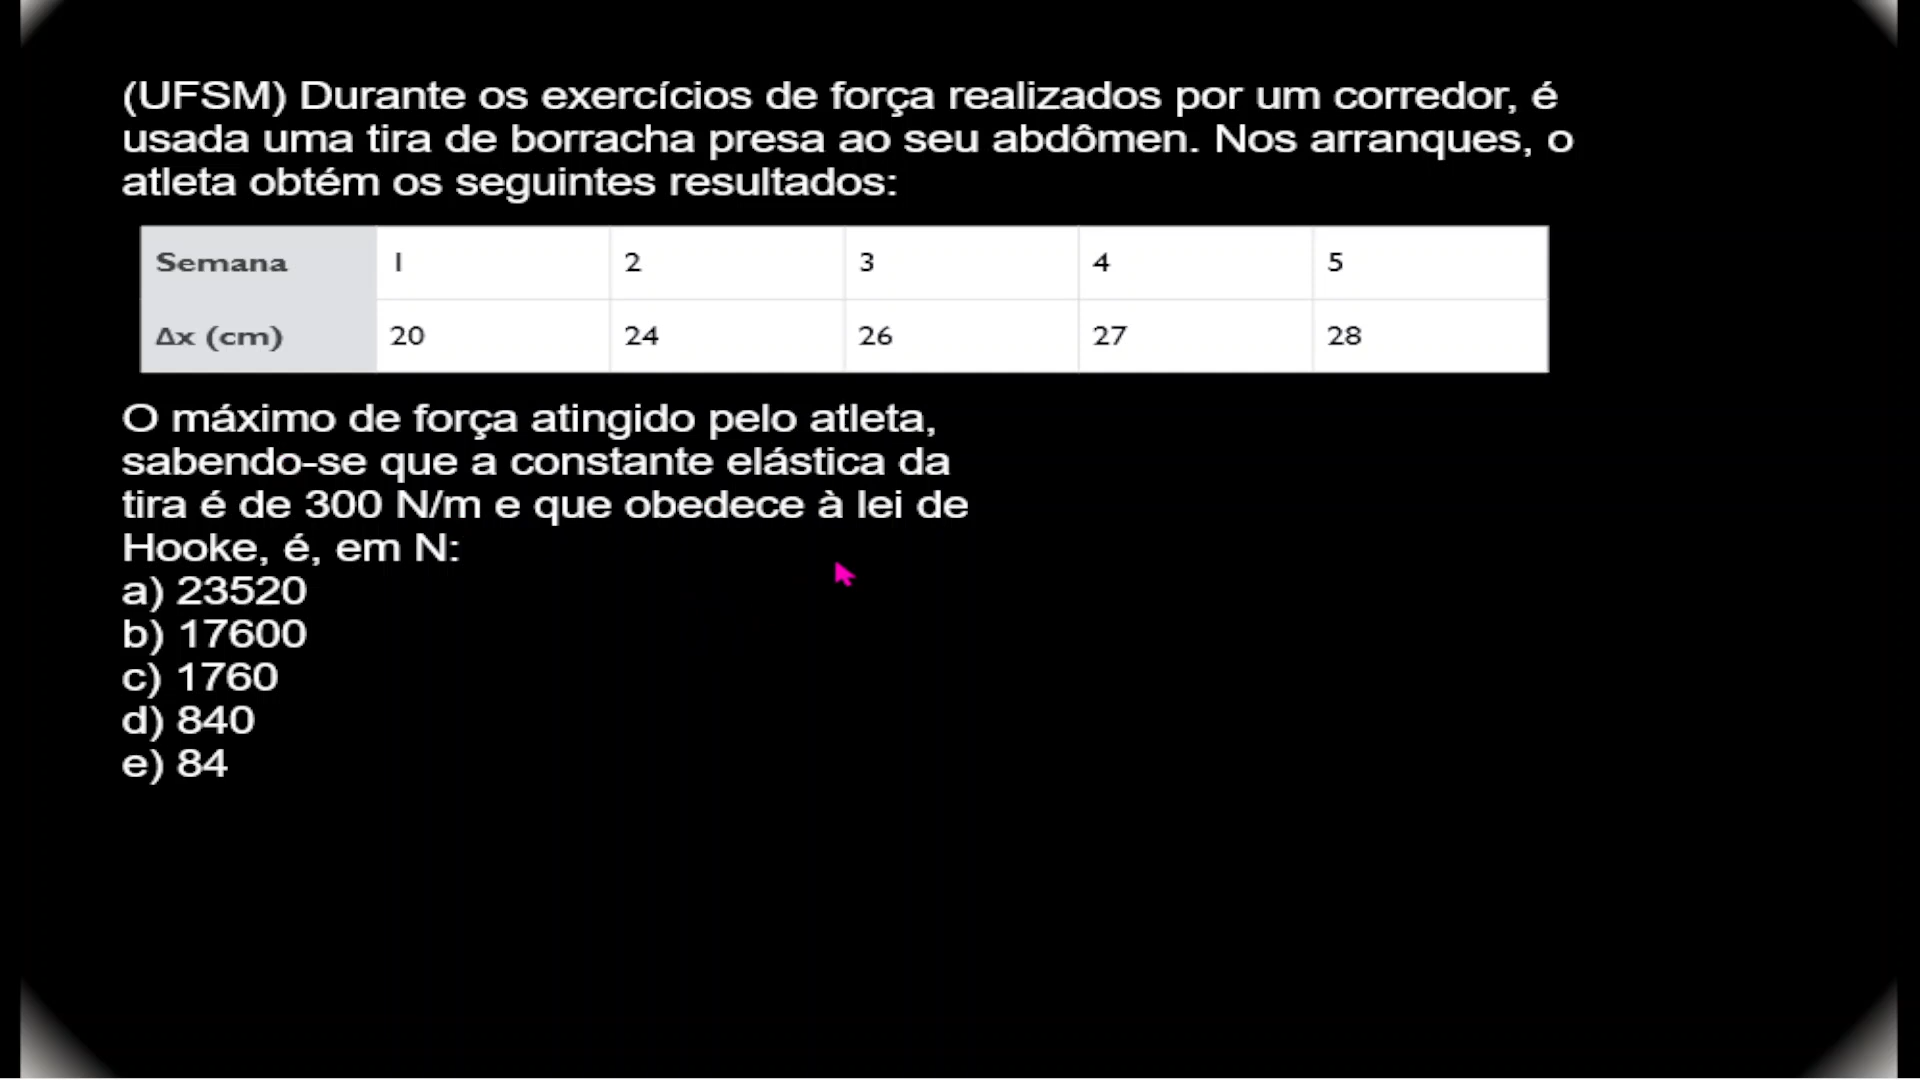 (UFSM) Durante os exercícios de força realizados por um corredor, é
usada uma tira de borracha presa ao seu abdômen. Nos arranques, o
atleta obtém os seguintes resultados:
Semana 1 2 3 4 5
Δx (cm) 20 24 26 27 28
O máximo de força atingido pelo atleta,
sabendo-se que a constante elástica da
tira é de 300 N/m e que obedece à lei de
Hooke, é, em N:
a) 23520
b) 17600
c) 1760
d) 840
e) 84